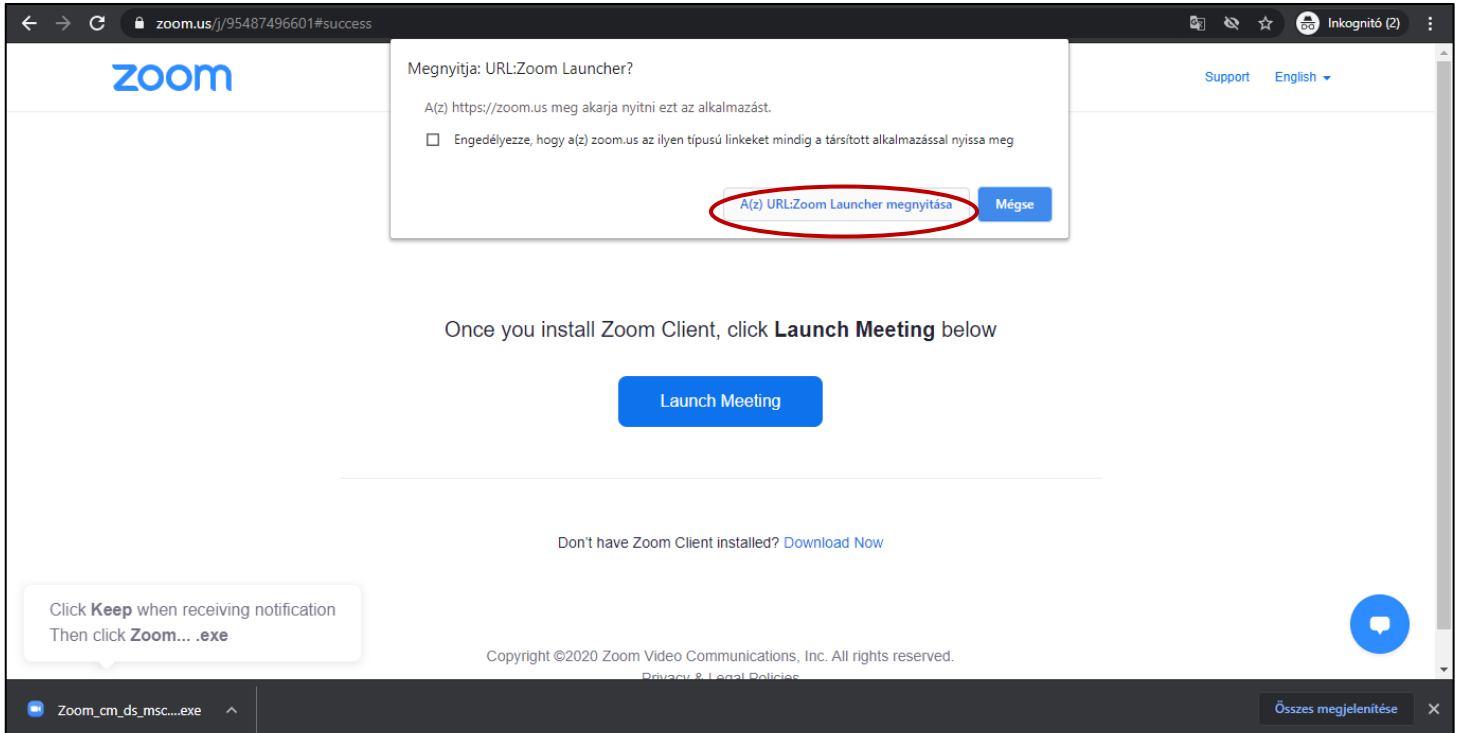 zoom.us/j/95487496601#success
Inkognitó (2)
zoom
Support English
Megnyitja: URL:Zoom Launcher?
A(z) https://zoom.us meg akarja nyitni ezt az alkalmazást.
Engedélyezze, hogy a(z) zoom.us az ilyen típusú linkeket mindig a társított alkalmazással nyissa meg
A(z) URL:Zoom Launcher megnyitása
Mégse
Once you install Zoom Client, click Launch Meeting below
Launch Meeting
Don't have Zoom Client installed? Download Now
Click Keep when receiving notification
Then click Zoom... .exe
Copyright ©2020 Zoom Video Communications, Inc. All rights reserved.
Privacy & Legal Policies
Zoom_cm_ds_msc....exe
Összes megjelenítése